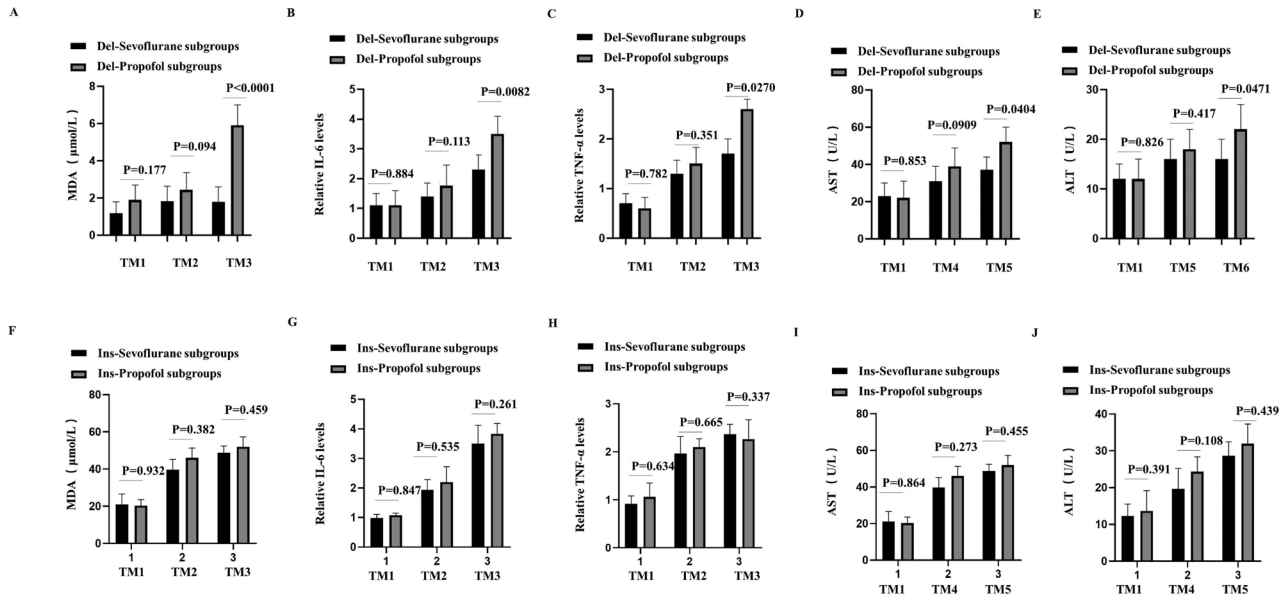 A
Del-Sevoflurane subgroups
Del-Propofol subgroups
MDA ( μmol/L )
8
6
4
2
0
P=0.177
P=0.094
P<0.0001
TM1 TM2 TM3
B
Del-Sevoflurane subgroups
Del-Propofol subgroups
Relative IL-6 levels
5
4
3
2
1
0
P=0.884
P=0.113
P=0.0082
TM1 TM2 TM3
C
Del-Sevoflurane subgroups
Del-Propofol subgroups
Relative TNF-α levels
3
2
1
0
P=0.782
P=0.351
P=0.0270
TM1 TM2 TM3
D
Del-Sevoflurane subgroups
Del-Propofol subgroups
AST ( U/L )
80
60
40
20
0
P=0.853
P=0.0909
P=0.0404
TM1 TM4 TM5
E
Del-Sevoflurane subgroups
Del-Propofol subgroups
ALT ( U/L )
30
20
10
0
P=0.826
P=0.417
P=0.0471
TM1 TM5 TM6
F
Ins-Sevoflurane subgroups
Ins-Propofol subgroups
MDA ( μmol/L )
80
60
40
20
0
P=0.932
P=0.382
P=0.459
1 2 3
TM1 TM2 TM3
G
Ins-Sevoflurane subgroups
Ins-Propofol subgroups
Relative IL-6 levels
5
4
3
2
1
0
P=0.847
P=0.535
P=0.261
1 2 3
TM1 TM2 TM3
H
Ins-Sevoflurane subgroups
Ins-Propofol subgroups
Relative TNF-α levels
3
2
1
0
P=0.634
P=0.665
P=0.337
1 2 3
TM1 TM2 TM3
I
Ins-Sevoflurane subgroups
Ins-Propofol subgroups
AST ( U/L )
80
60
40
20
0
P=0.864
P=0.273
P=0.455
1 2 3
TM1 TM4 TM5
J
Ins-Sevoflurane subgroups
Ins-Propofol subgroups
ALT ( U/L )
40
30
20
10
0
P=0.391
P=0.108
P=0.439
1 2 3
TM1 TM4 TM5